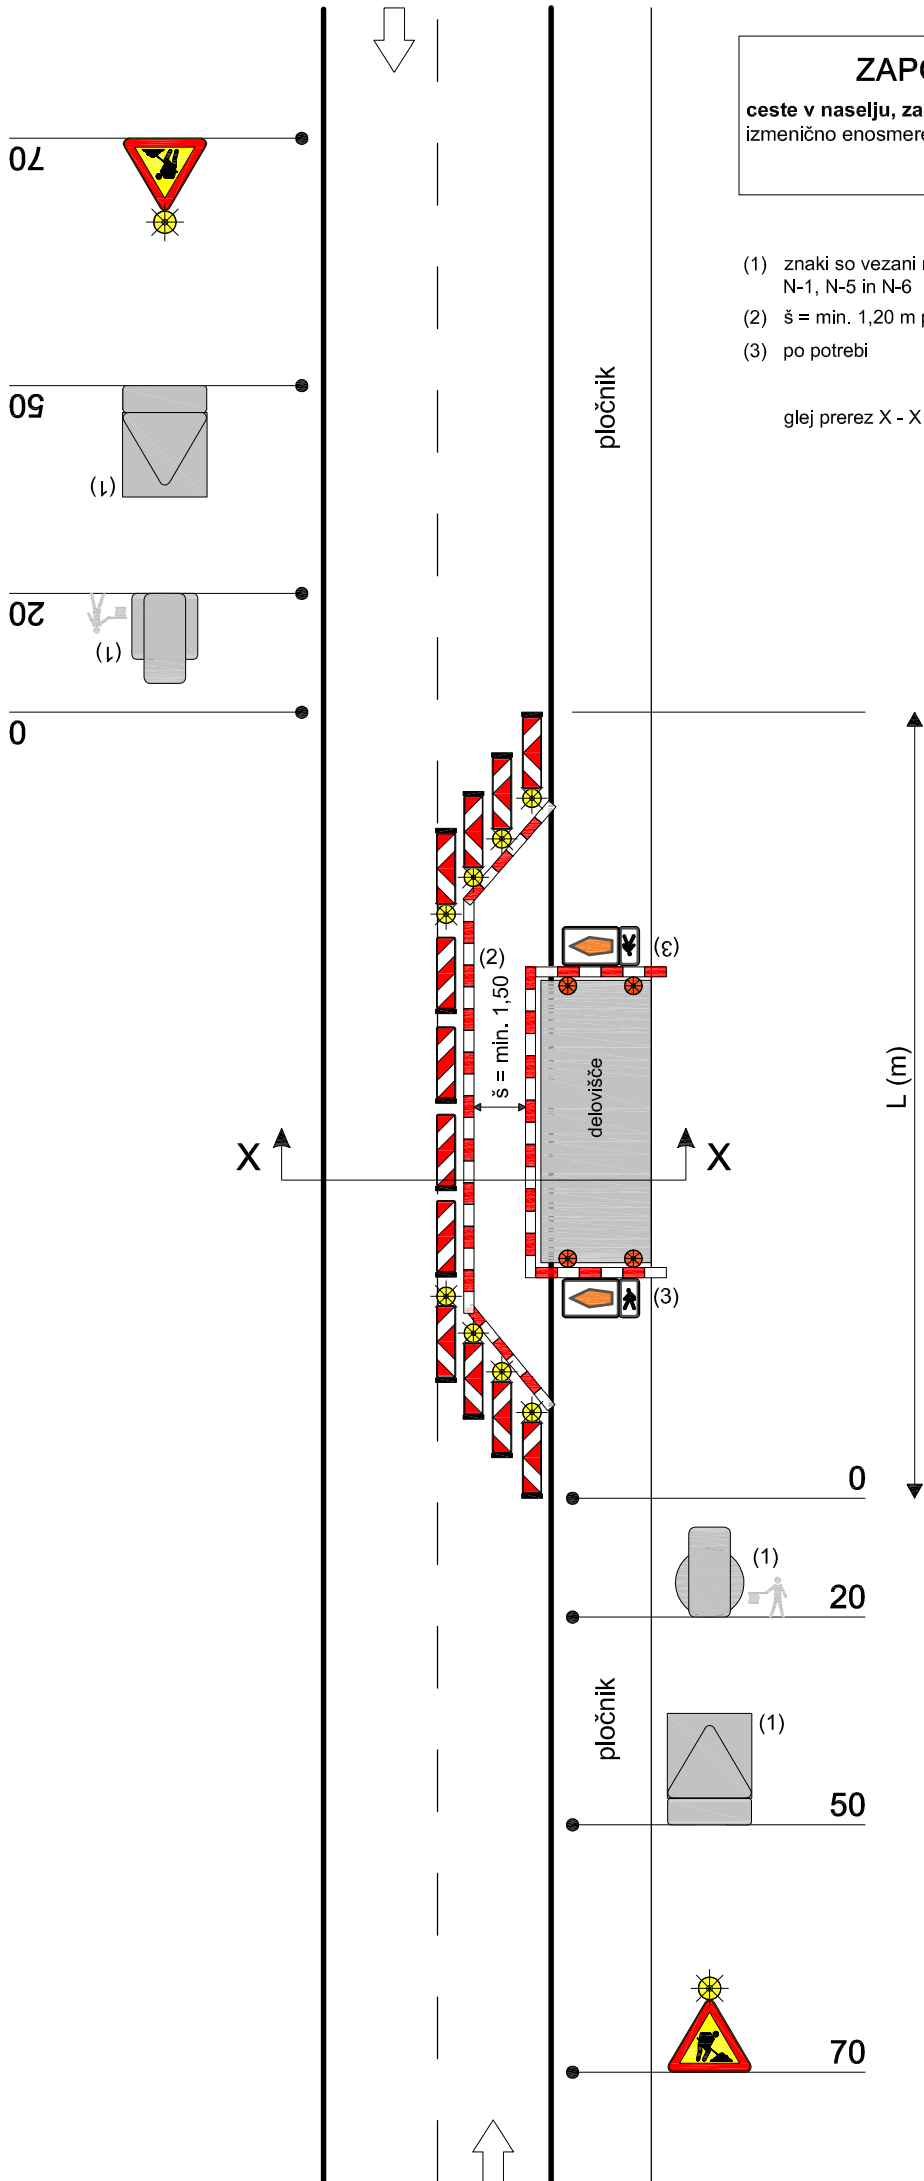 ZAPO
ceste v naselju, za
izmenično enosmere
(1) znaki so vezani
N-1, N-5 in N-6
(2) š = min. 1,20 m
(3) po potrebi
glej prerez X - X
70
50
(1)
20
(1)
0
pločnik
(2)
š = min. 1,50
(3)
delovišče
L (m)
X
X
(3)
0
(1)
20
pločnik
(1)
50
70